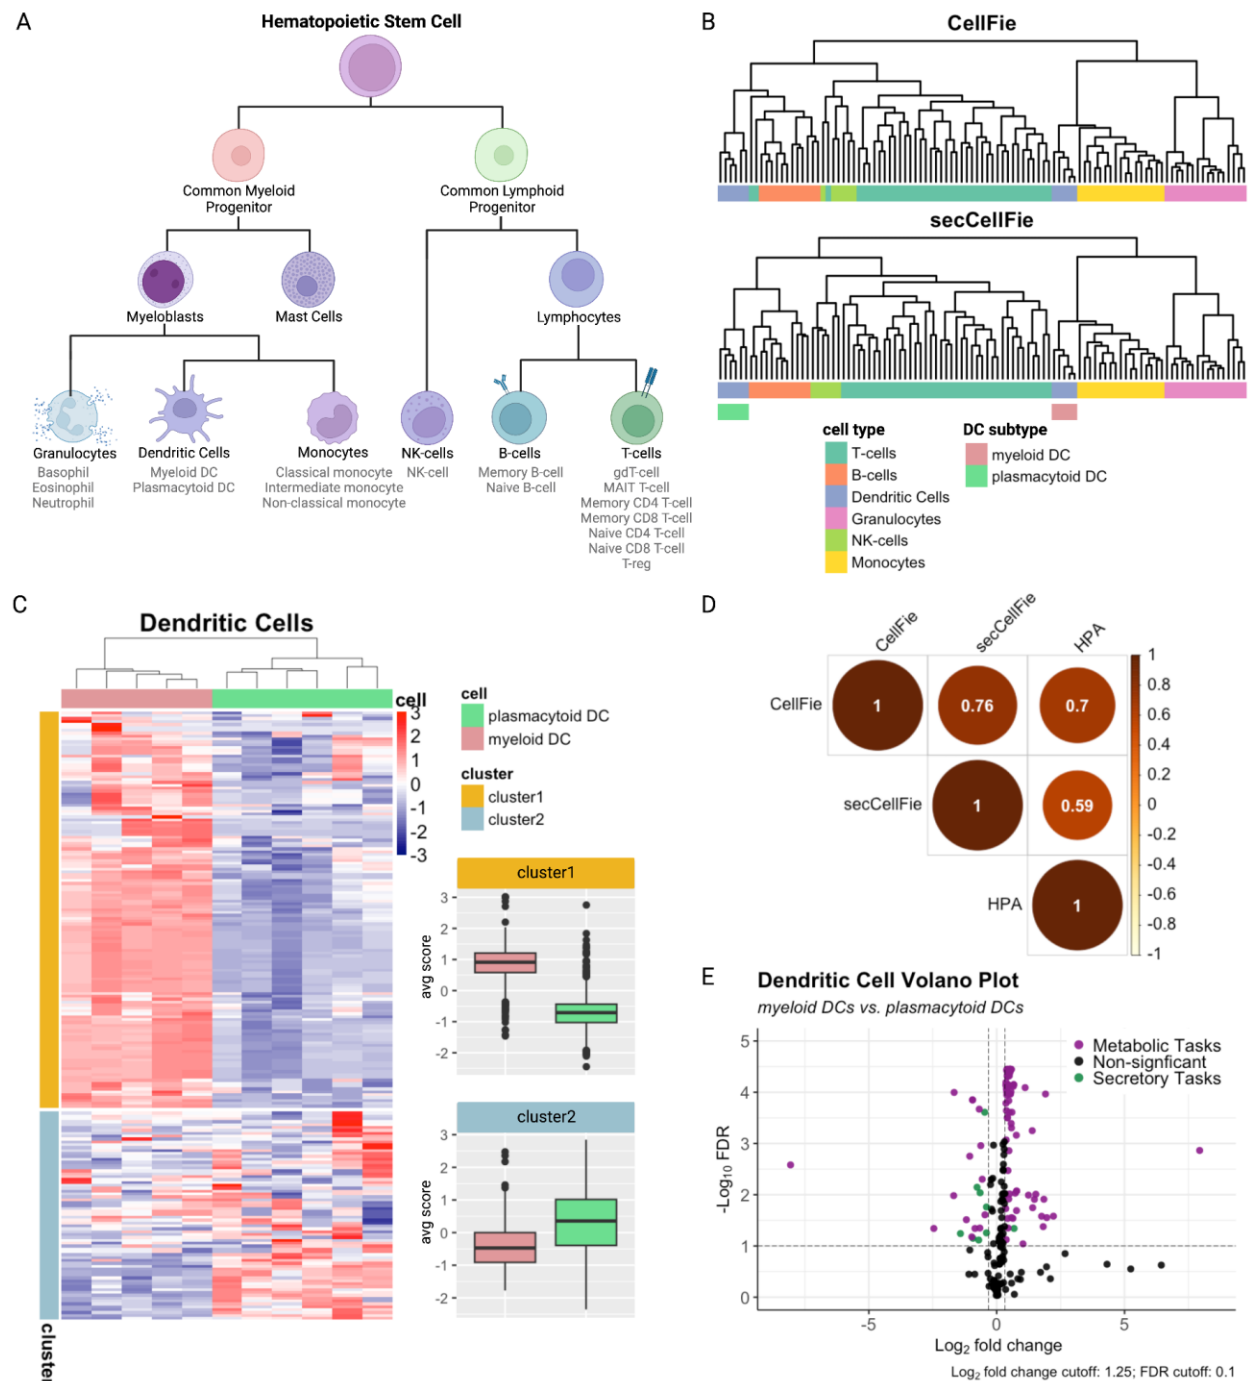 A
Hematopoietic Stem Cell
Common Myeloid
Progenitor
Common Lymphoid
Progenitor
Myeloblasts
Mast Cells
Lymphocytes
Granulocytes
Basophil
Eosinophil
Neutrophil
Dendritic Cells
Myeloid DC
Plasmacytoid DC
Monocytes
Classical monocyte
Intermediate monocyte
Non-classical monocyte
NK-cells
NK-cell
B-cells
Memory B-cell
Naive B-cell
T-cells
gdT-cell
MAIT T-cell
Memory CD4 T-cell
Memory CD8 T-cell
Naive CD4 T-cell
Naive CD8 T-cell
T-reg
B
CellFie
secCellFie
cell type
T-cells
B-cells
Dendritic Cells
Granulocytes
NK-cells
Monocytes
DC subtype
myeloid DC
plasmacytoid DC
C
Dendritic Cells
cell
3
2
1
0
-1
-2
-3
cluster
cell
plasmacytoid DC
myeloid DC
cluster
cluster1
cluster2
cluster1
avg score
3
2
1
0
-1
-2
cluster2
avg score
3
2
1
0
-1
-2
D
CellFie
secCellFie
HPA
CellFie
1
0.76
0.7
secCellFie
1
0.59
HPA
1
1
0.8
0.6
0.4
0.2
0
-0.2
-0.4
-0.6
-0.8
-1
E
Dendritic Cell Volano Plot
myeloid DCs vs. plasmacytoid DCs
Metabolic Tasks
Non-signficant
Secretory Tasks
-Log10 FDR
5
4
3
2
1
0
-5
0
5
Log2 fold change
Log2 fold change cutoff: 1.25; FDR cutoff: 0.1